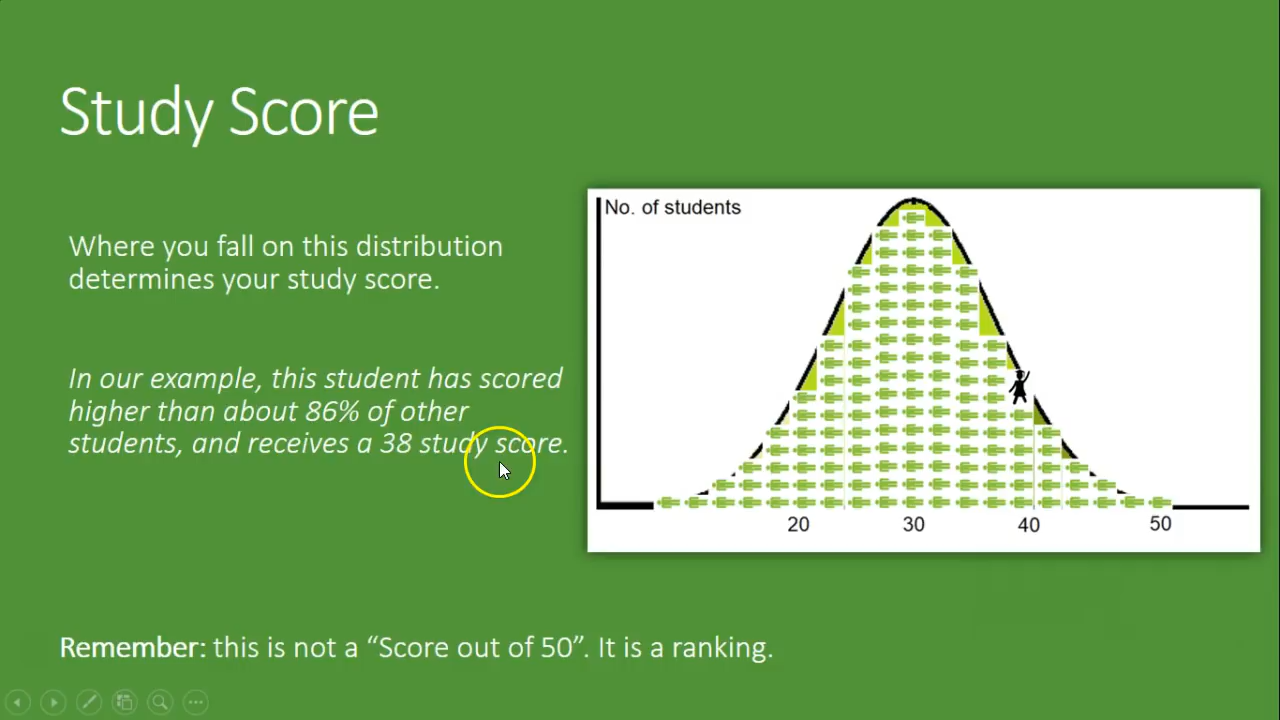 Study Score
Where you fall on this distribution
determines your study score.
In our example, this student has scored
higher than about 86% of other
students, and receives a 38 study score.
No. of students
20 30 40 50
Remember: this is not a “Score out of 50”. It is a ranking.